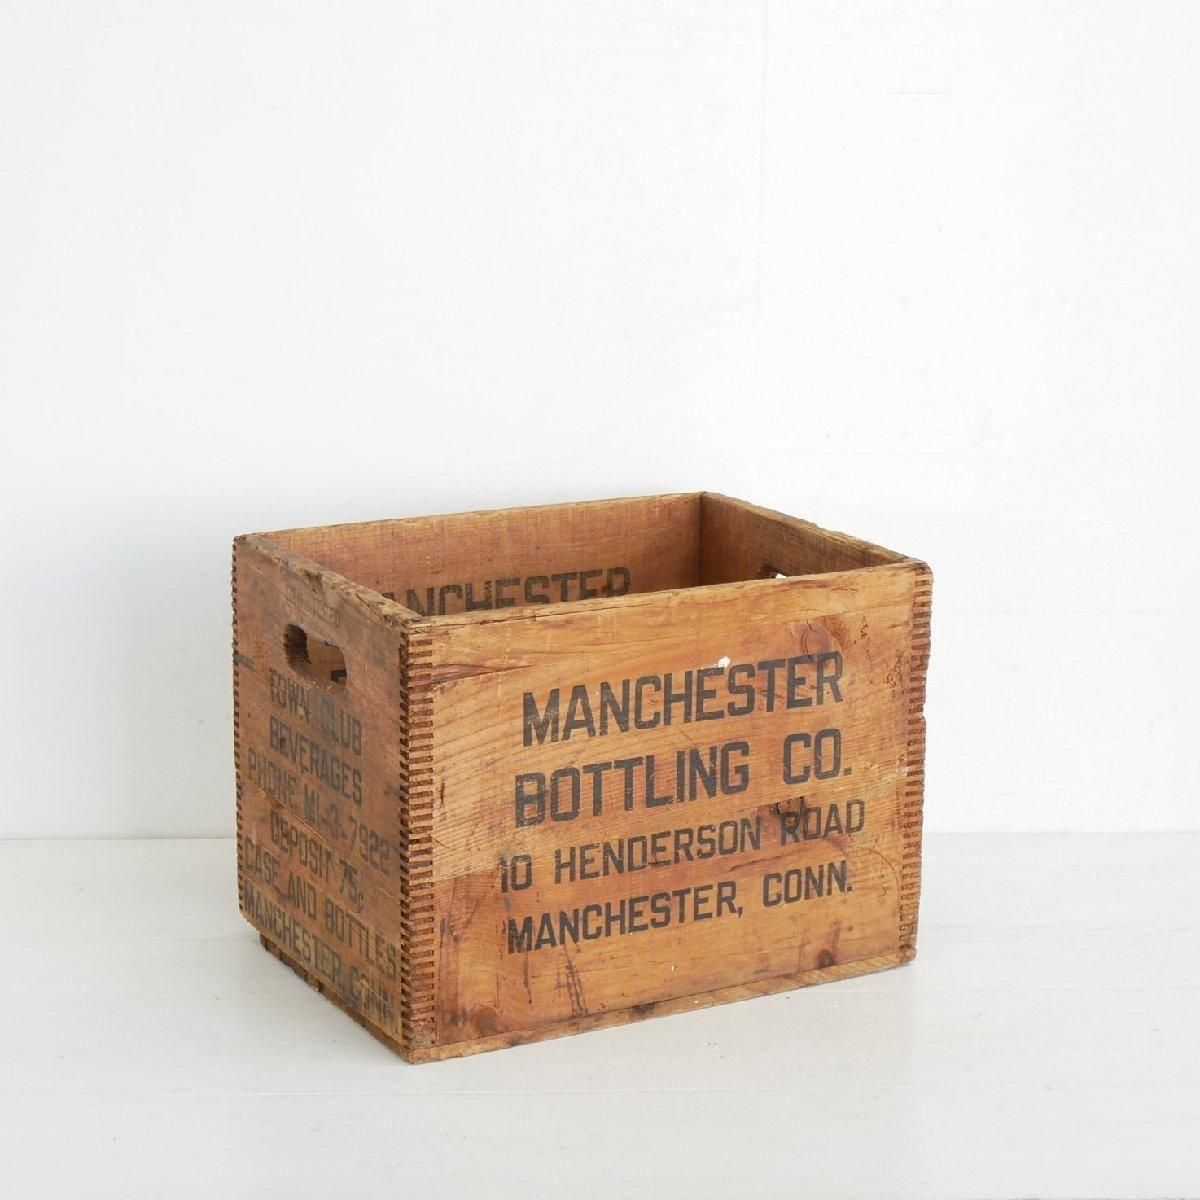 MANCHESTER
TOWN CLUB
BEVERAGES
PHONE MI-3-7922
DEPOSIT 75¢
CASE AND BOTTLES
MANCHESTER CONN
MANCHESTER
BOTTLING CO.
10 HENDERSON ROAD
MANCHESTER, CONN.